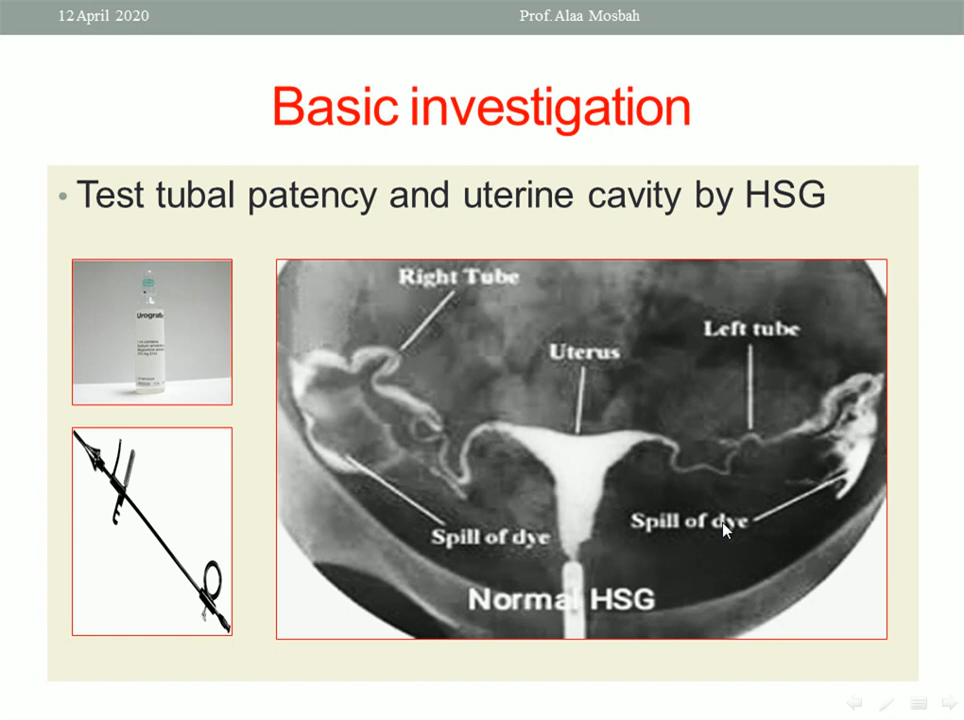 12 April 2020
Prof. Alaa Mosbah
Basic investigation
• Test tubal patency and uterine cavity by HSG
Right Tube
Left tube
Uterus
Spill of dye
Spill of dye
Normal HSG